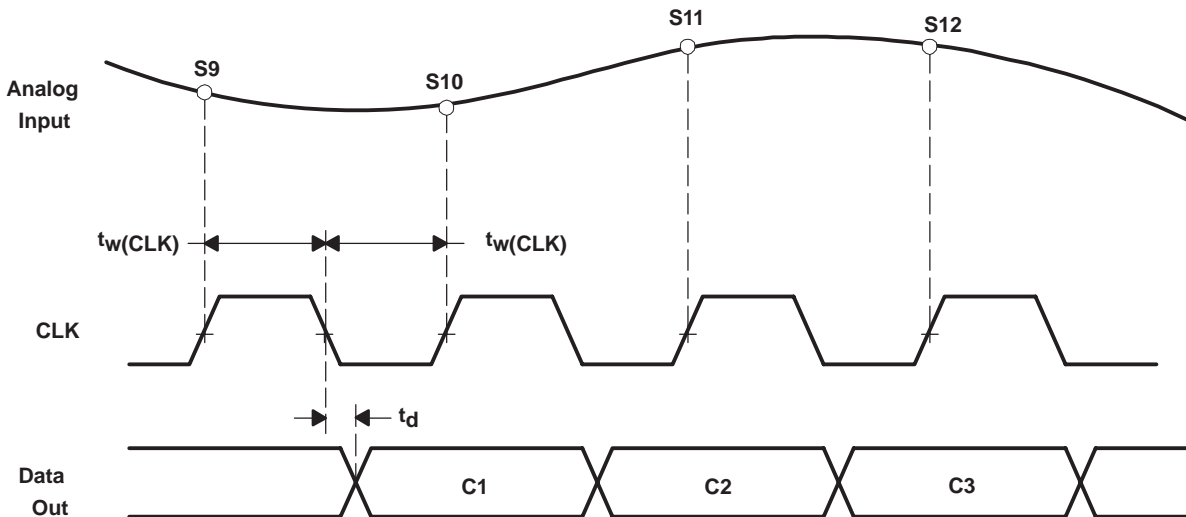 S11
S12
S9
S10
Analog
Input
tw(CLK)
tw(CLK)
CLK
td
Data
Out
C1
C2
C3